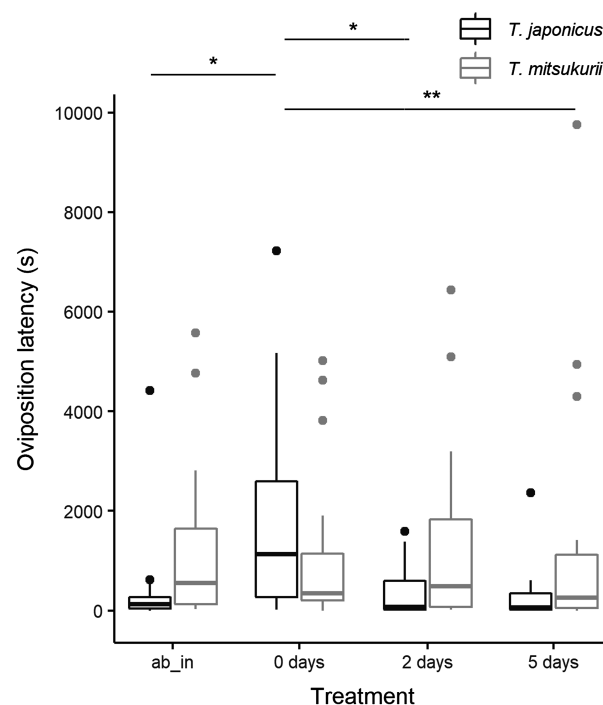 *
T. japonicus
*
T. mitsukurii
**
10000
8000
6000
4000
2000
0
Oviposition latency (s)
ab_in 0 days 2 days 5 days
Treatment